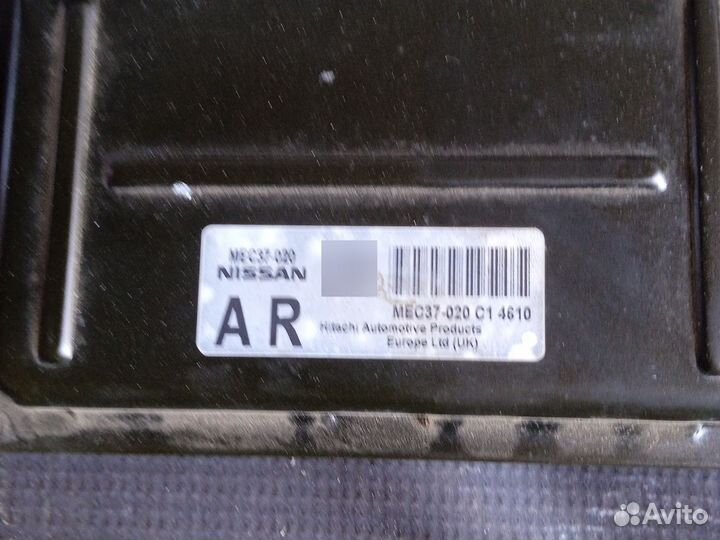 MEC37-020
NISSAN
AR
MEC37-020 C1 4610
Hitachi Automotive Products
Europe Ltd (UK)
Avito